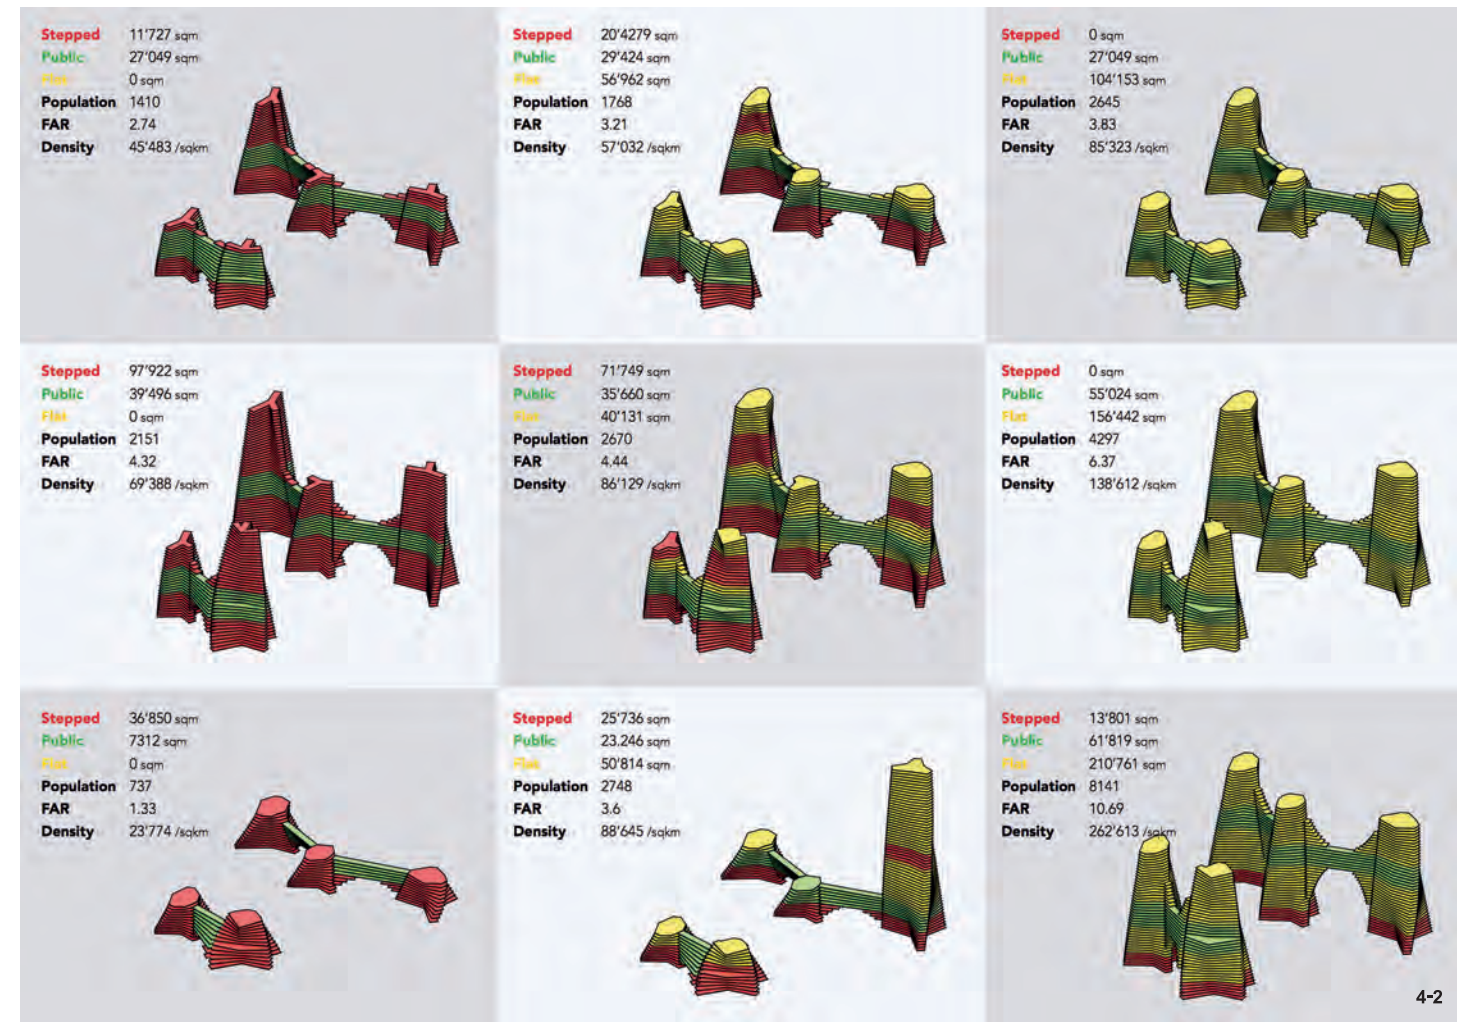 Stepped 11'727 sqm
Public 27'049 sqm
Flat 0 sqm
Population 1410
FAR 2.74
Density 45'483 /sqkm
Stepped 20'4279 sqm
Public 29'424 sqm
Flat 56'962 sqm
Population 1768
FAR 3.21
Density 57'032 /sqkm
Stepped 0 sqm
Public 27'049 sqm
Flat 104'153 sqm
Population 2645
FAR 3.83
Density 85'323 /sqkm
Stepped 97'922 sqm
Public 39'496 sqm
Flat 0 sqm
Population 2151
FAR 4.32
Density 69'388 /sqkm
Stepped 71'749 sqm
Public 35'660 sqm
Flat 40'131 sqm
Population 2670
FAR 4.44
Density 86'129 /sqkm
Stepped 0 sqm
Public 55'024 sqm
Flat 156'442 sqm
Population 4297
FAR 6.37
Density 138'612 /sqkm
Stepped 36'850 sqm
Public 7312 sqm
Flat 0 sqm
Population 737
FAR 1.33
Density 23'774 /sqkm
Stepped 25'736 sqm
Public 23.246 sqm
Flat 50'814 sqm
Population 2748
FAR 3.6
Density 88'645 /sqkm
Stepped 13'801 sqm
Public 61'819 sqm
Flat 210'761 sqm
Population 8141
FAR 10.69
Density 262'613 /sqkm
4-2